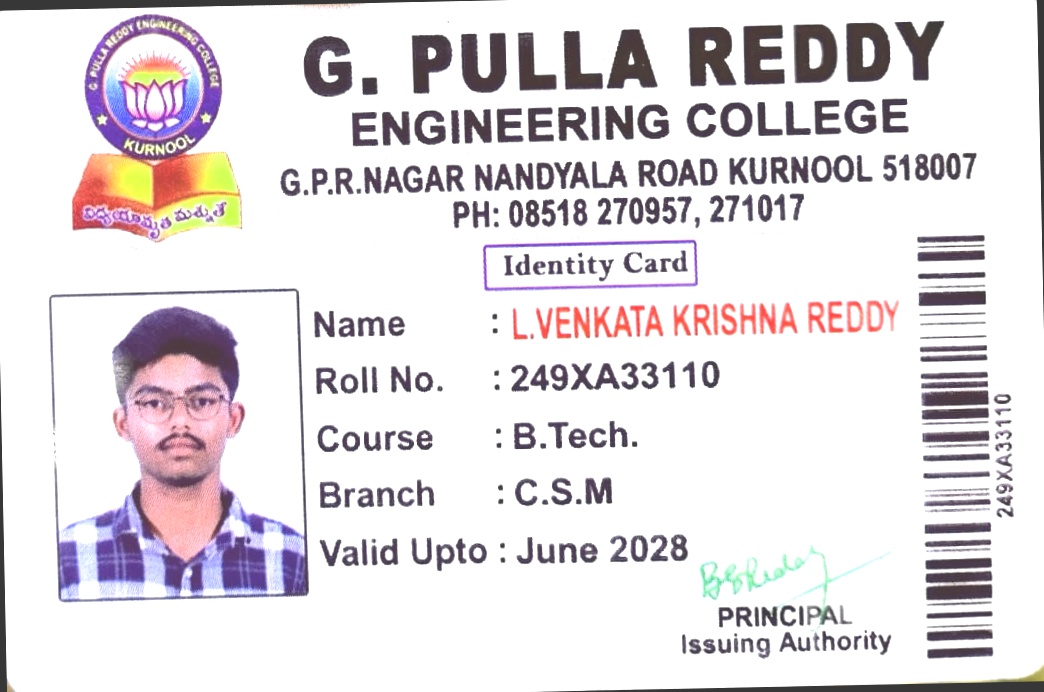 G. PULLA REDDY ENGINEERING COLLEGE
KURNOOL
విద్యయామృత మశ్నుతే
G. PULLA REDDY
ENGINEERING COLLEGE
G.P.R.NAGAR NANDYALA ROAD KURNOOL 518007
PH: 08518 270957, 271017
Identity Card
Name : L.VENKATA KRISHNA REDDY
Roll No. : 249XA33110
Course : B.Tech.
Branch : C.S.M
Valid Upto : June 2028
PRINCIPAL
Issuing Authority
249XA33110